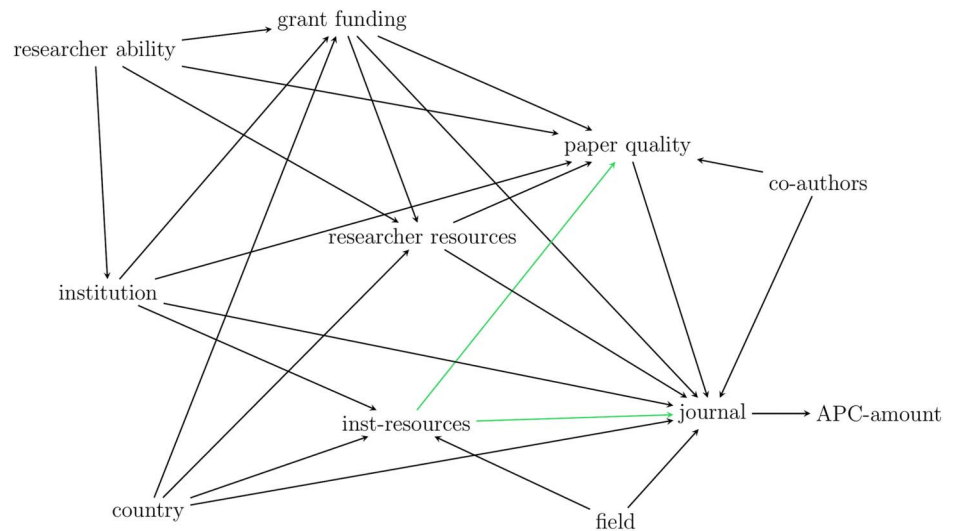 grant funding
researcher ability
paper quality
co-authors
researcher resources
institution
journal
APC-amount
inst-resources
country
field